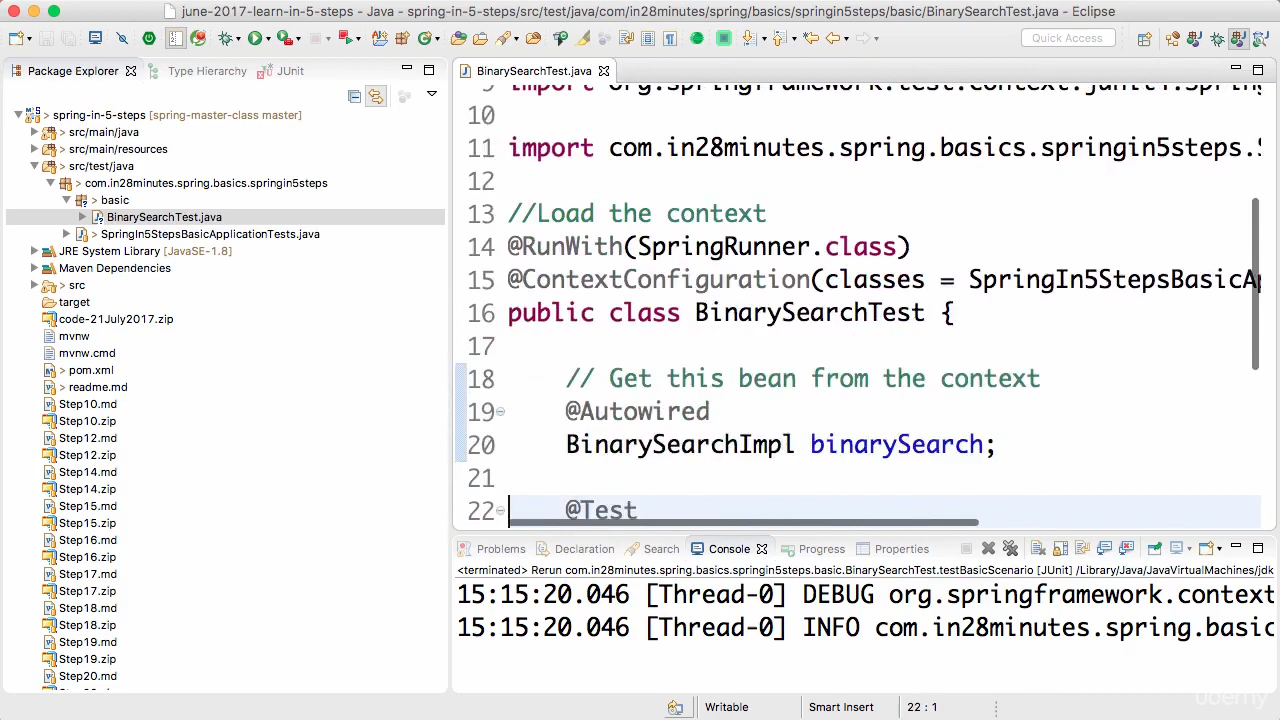 june-2017-learn-in-5-steps - Java - spring-in-5-steps/src/test/java/com/in28minutes/spring/basics/springin5steps/basic/BinarySearchTest.java - Eclipse
Quick Access
Package Explorer
Type Hierarchy
JUnit
spring-in-5-steps [spring-master-class master]
> src/main/java
> src/main/resources
> src/test/java
> com.in28minutes.spring.basics.springin5steps
> basic
BinarySearchTest.java
> SpringIn5StepsBasicApplicationTests.java
JRE System Library [JavaSE-1.8]
Maven Dependencies
> src
target
code-21July2017.zip
mvnw
mvnw.cmd
> pom.xml
> readme.md
Step10.md
Step10.zip
Step12.md
Step12.zip
Step14.md
Step14.zip
Step15.md
Step15.zip
Step16.md
Step16.zip
Step17.md
Step17.zip
Step18.md
Step18.zip
Step19.md
Step19.zip
Step20.md
BinarySearchTest.java
9 import org.springframework.test.context.junit4.Spring
10
11 import com.in28minutes.spring.basics.springin5steps.
12
13 //Load the context
14 @RunWith(SpringRunner.class)
15 @ContextConfiguration(classes = SpringIn5StepsBasicAp
16 public class BinarySearchTest {
17
18 // Get this bean from the context
19 @Autowired
20 BinarySearchImpl binarySearch;
21
22 @Test
Problems
Declaration
Search
Console
Progress
Properties
<terminated> Rerun com.in28minutes.spring.basics.springin5steps.basic.BinarySearchTest.testBasicScenario [JUnit] /Library/Java/JavaVirtualMachines/jdk
15:15:20.046 [Thread-0] DEBUG org.springframework.context
15:15:20.046 [Thread-0] INFO com.in28minutes.spring.basic
Writable
Smart Insert
22 : 1
udemy